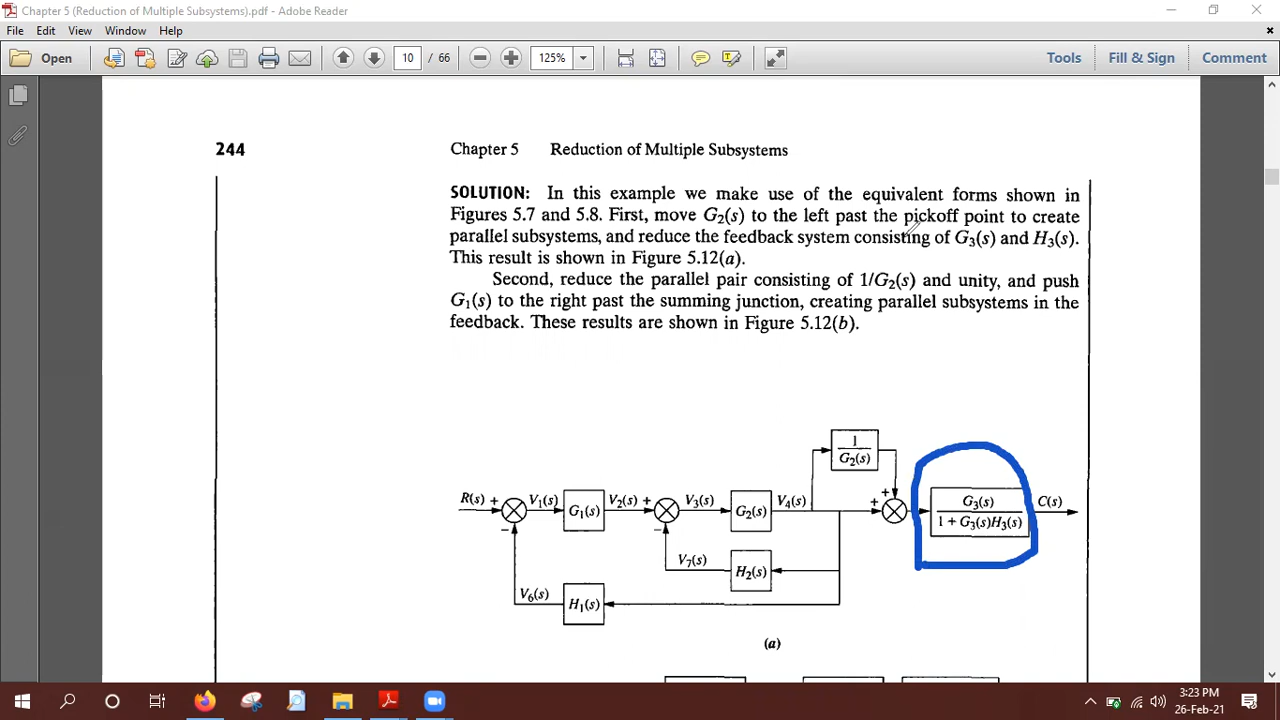 Chapter 5 (Reduction of Multiple Subsystems).pdf - Adobe Reader
File Edit View Window Help
Open 10 / 66 125% Tools Fill & Sign Comment
244 Chapter 5 Reduction of Multiple Subsystems
SOLUTION: In this example we make use of the equivalent forms shown in
Figures 5.7 and 5.8. First, move G₂(s) to the left past the pickoff point to create
parallel subsystems, and reduce the feedback system consisting of G₃(s) and H₃(s).
This result is shown in Figure 5.12(a).
Second, reduce the parallel pair consisting of 1/G₂(s) and unity, and push
G₁(s) to the right past the summing junction, creating parallel subsystems in the
feedback. These results are shown in Figure 5.12(b).
1
G₂(s)
R(s) + V₁(s) G₁(s) V₂(s) + V₃(s) G₂(s) V₄(s) + + G₃(s) C(s)
1 + G₃(s)H₃(s)
− −
V₇(s) H₂(s)
V₆(s) H₁(s)
(a)
3:23 PM
26-Feb-21